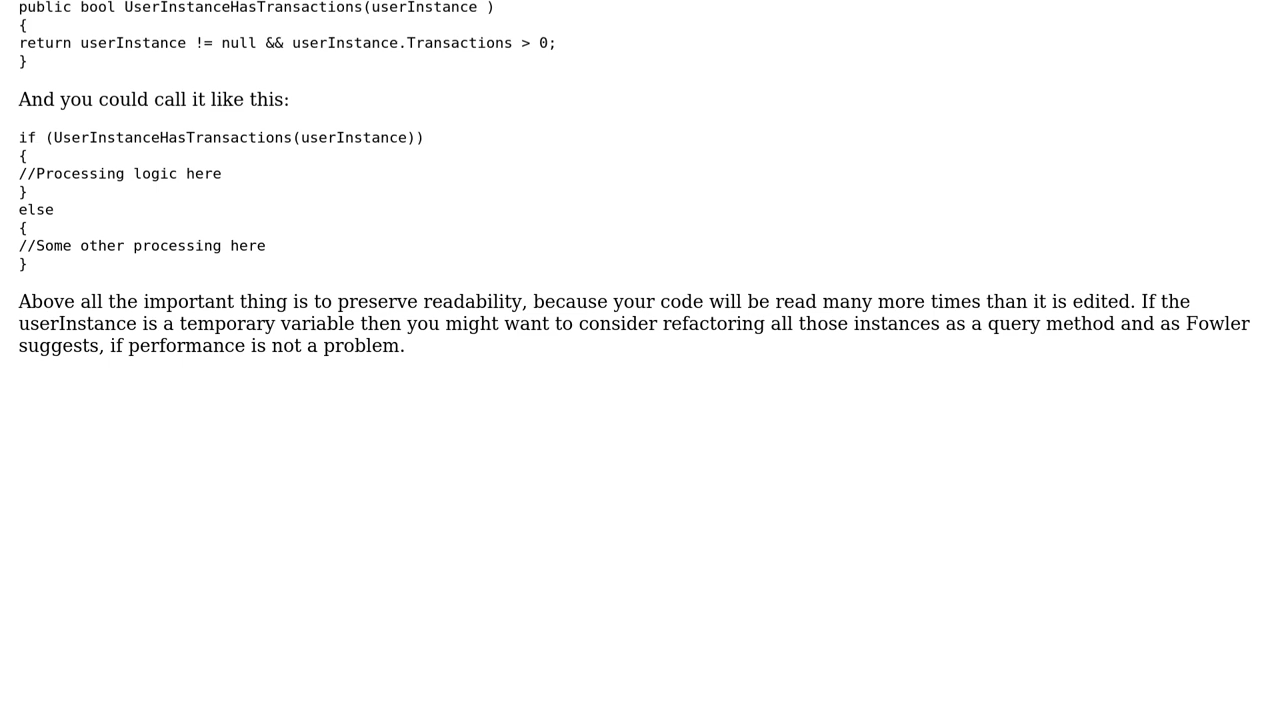 public bool UserInstanceHasTransactions(userInstance )
{
return userInstance != null && userInstance.Transactions > 0;
}
And you could call it like this:
if (UserInstanceHasTransactions(userInstance))
{
//Processing logic here
}
else
{
//Some other processing here
}
Above all the important thing is to preserve readability, because your code will be read many more times than it is edited. If the
userInstance is a temporary variable then you might want to consider refactoring all those instances as a query method and as Fowler
suggests, if performance is not a problem.